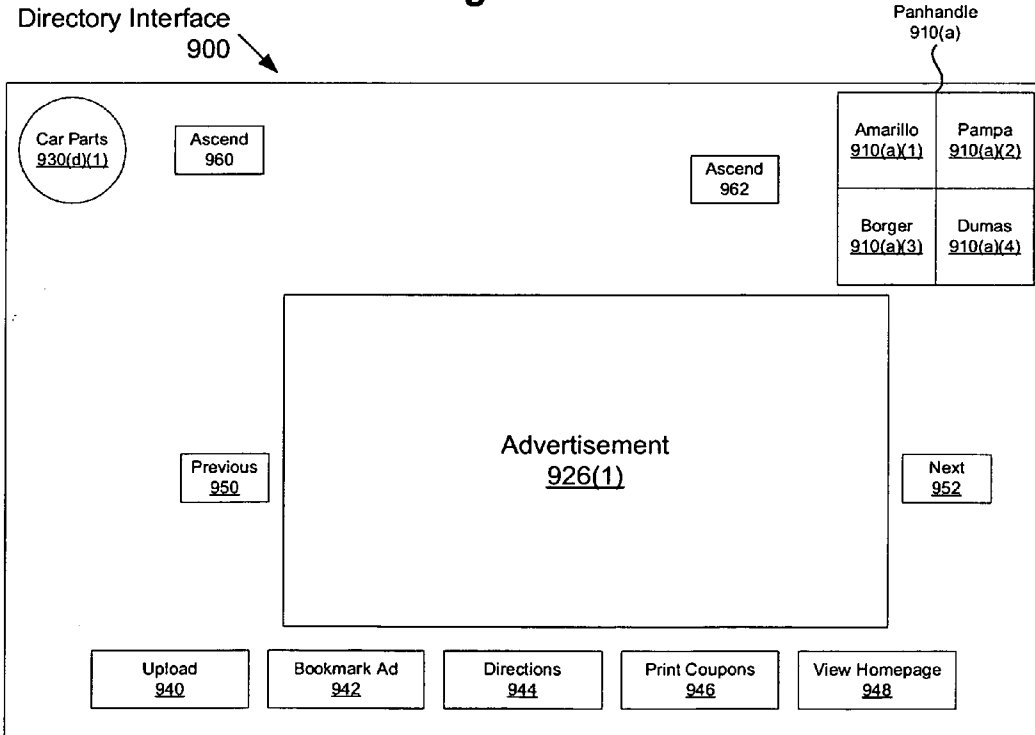 Directory Interface
900
Panhandle
910(a)
Car Parts
930(d)(1)
Ascend
960
Ascend
962
Amarillo
910(a)(1)
Pampa
910(a)(2)
Borger
910(a)(3)
Dumas
910(a)(4)
Previous
950
Advertisement
926(1)
Next
952
Upload
940
Bookmark Ad
942
Directions
944
Print Coupons
946
View Homepage
948